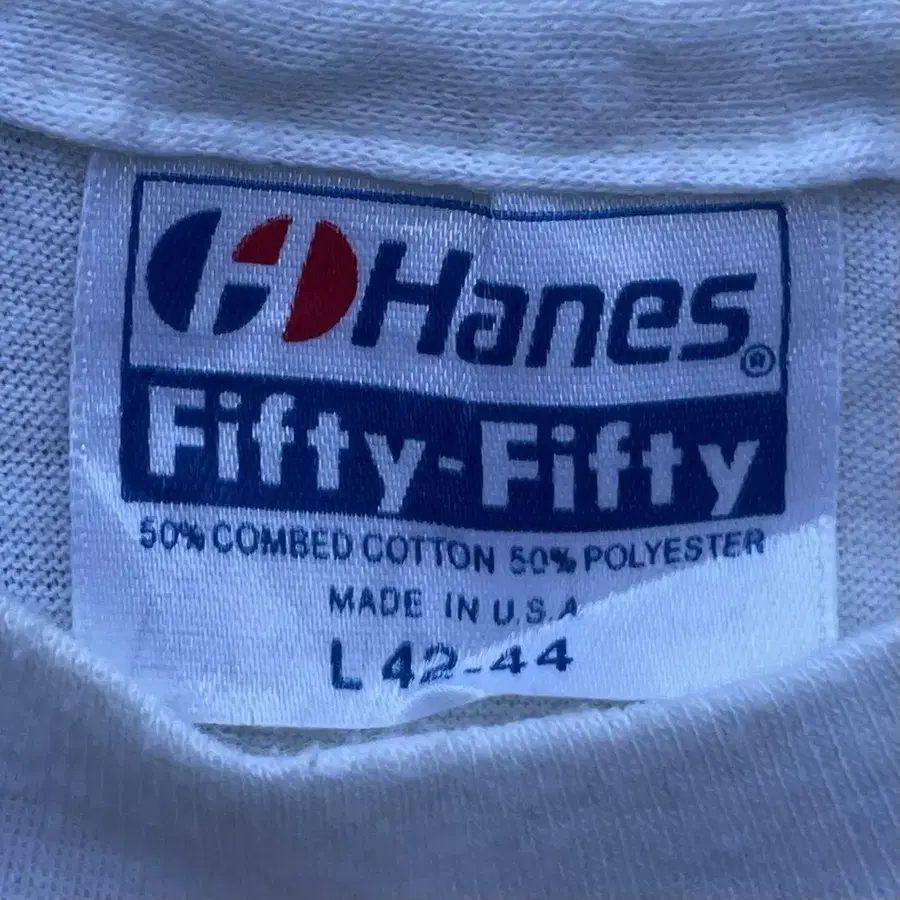 Hanes®
Fifty-Fifty
50% COMBED COTTON 50% POLYESTER
MADE IN U.S.A
L 42-44